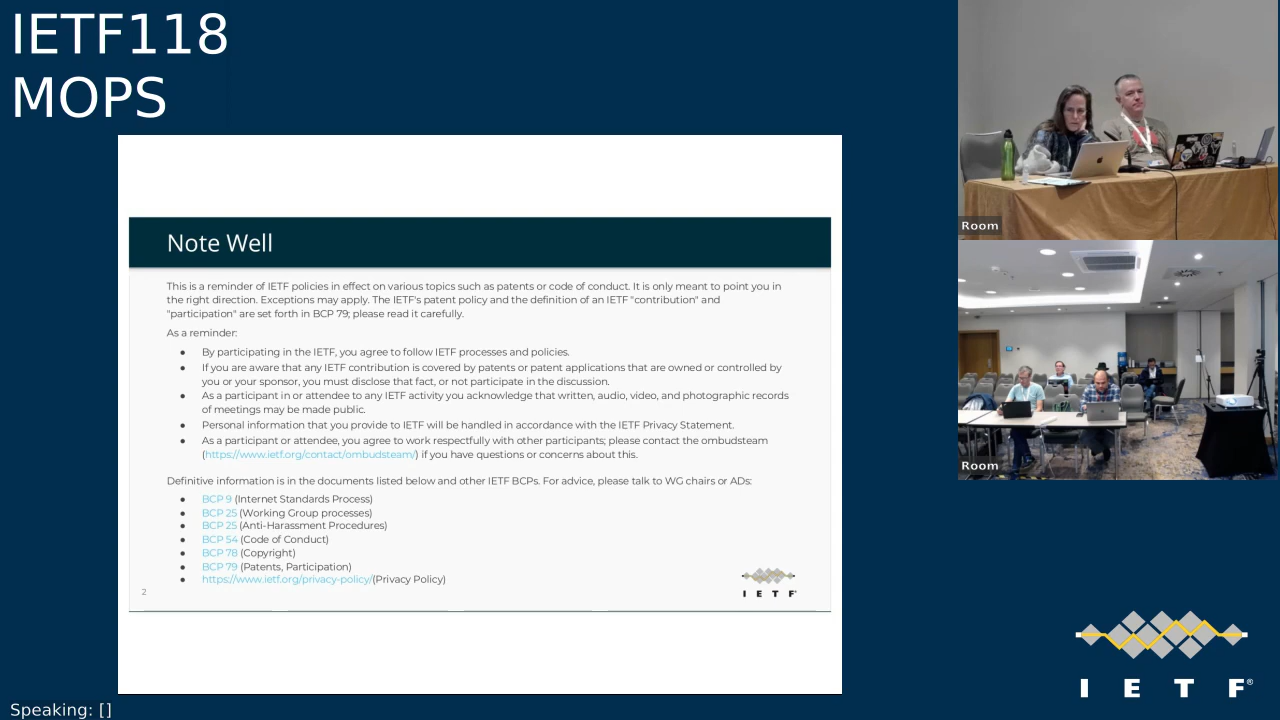 IETF118
MOPS
Note Well
This is a reminder of IETF policies in effect on various topics such as patents or code of conduct. It is only meant to point you in
the right direction. Exceptions may apply. The IETF's patent policy and the definition of an IETF "contribution" and
"participation" are set forth in BCP 79; please read it carefully.
As a reminder:
● By participating in the IETF, you agree to follow IETF processes and policies.
● If you are aware that any IETF contribution is covered by patents or patent applications that are owned or controlled by
you or your sponsor, you must disclose that fact, or not participate in the discussion.
● As a participant in or attendee to any IETF activity you acknowledge that written, audio, video, and photographic records
of meetings may be made public.
● Personal information that you provide to IETF will be handled in accordance with the IETF Privacy Statement.
● As a participant or attendee, you agree to work respectfully with other participants; please contact the ombudsteam
(https://www.ietf.org/contact/ombudsteam/) if you have questions or concerns about this.
Definitive information is in the documents listed below and other IETF BCPs. For advice, please talk to WG chairs or ADs:
● BCP 9 (Internet Standards Process)
● BCP 25 (Working Group processes)
● BCP 25 (Anti-Harassment Procedures)
● BCP 54 (Code of Conduct)
● BCP 78 (Copyright)
● BCP 79 (Patents, Participation)
● https://www.ietf.org/privacy-policy/(Privacy Policy)
2
I E T F®
Room
Room
I E T F®
Speaking: []